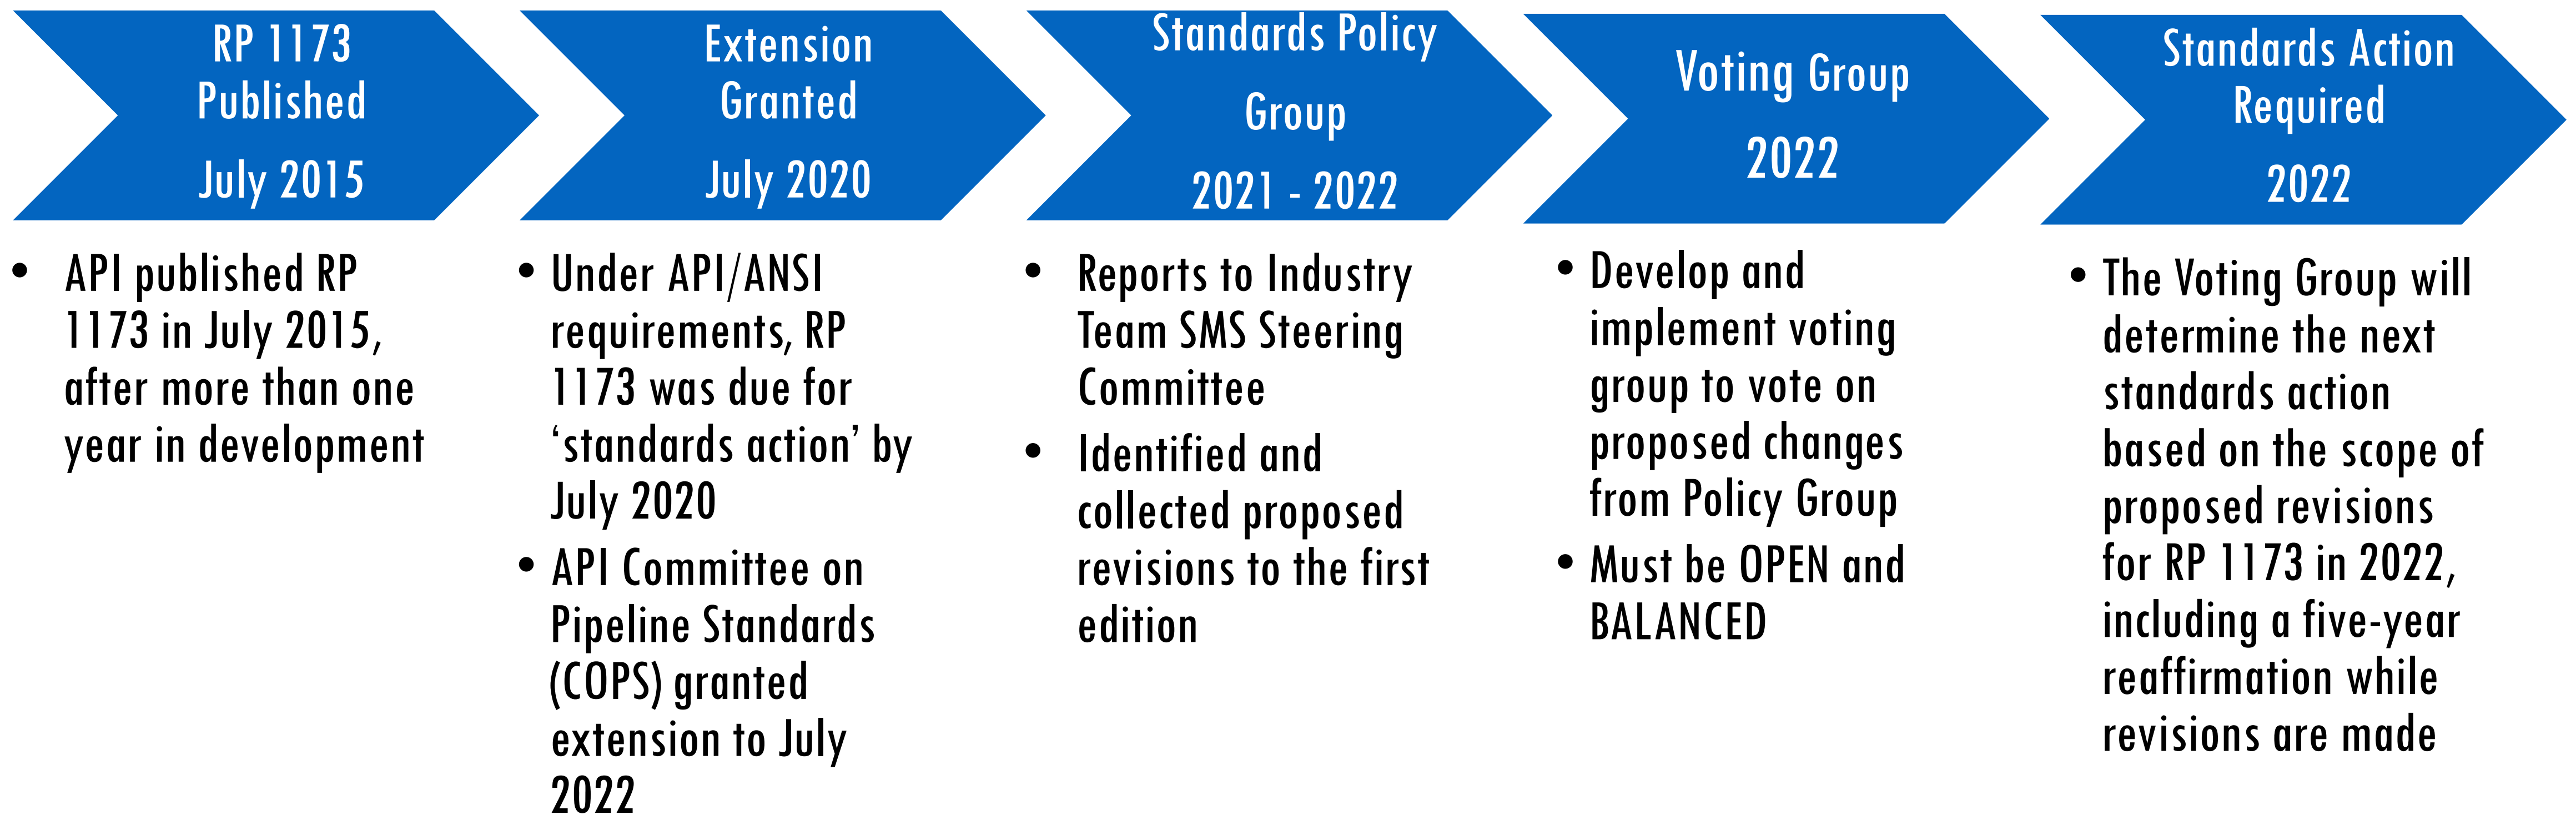 RP 1173
Published
July 2015
• API published RP
1173 in July 2015,
after more than one
year in development
Extension
Granted
July 2020
• Under API/ANSI
requirements, RP
1173 was due for
‘standards action’ by
July 2020
• API Committee on
Pipeline Standards
(COPS) granted
extension to July
2022
Standards Policy
Group
2021 - 2022
• Reports to Industry
Team SMS Steering
Committee
• Identified and
collected proposed
revisions to the first
edition
Voting Group
2022
• Develop and
implement voting
group to vote on
proposed changes
from Policy Group
• Must be OPEN and
BALANCED
Standards Action
Required
2022
• The Voting Group will
determine the next
standards action
based on the scope of
proposed revisions
for RP 1173 in 2022,
including a five-year
reaffirmation while
revisions are made